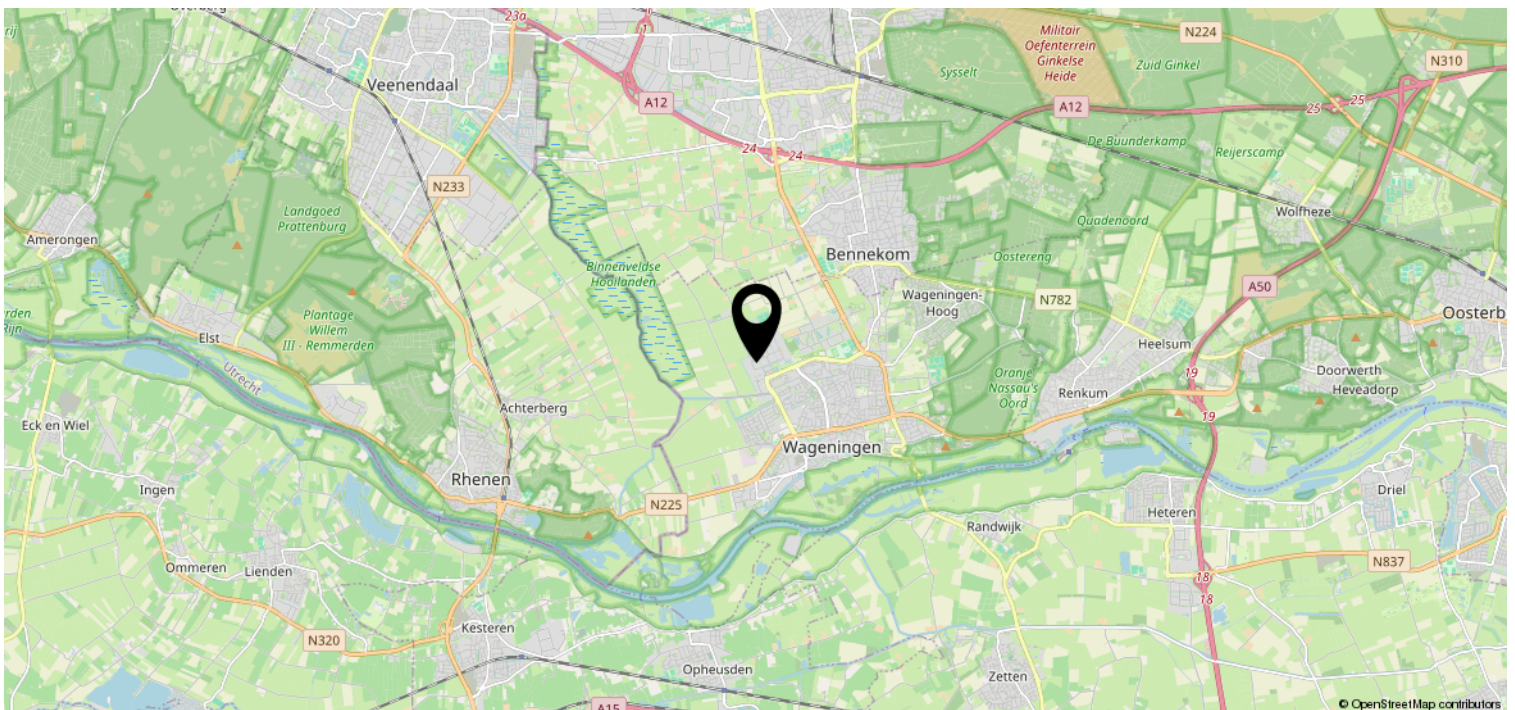 Overberg
23a
1
Veenendaal
A12
24
24
N233
Landgoed
Prattenburg
Amerongen
Plantage
Willem
III - Remmerden
Elst
Utrecht
Eck en Wiel
Achterberg
Rhenen
Ingen
Ommeren
Lienden
N320
Kesteren
Binnenveldse
Hooilanden
Bennekom
Wageningen-
Hoog
N782
Wageningen
N225
Opheusden
A15
Randwijk
Zetten
Sysselt
Militair
Oefenterrein
Ginkelse
Heide
N224
Zuid Ginkel
N310
A12
25
25
De Buunderkamp
Reijerscamp
Quadenoord
Wolfheze
Oostereng
A50
Oosterb
Heelsum
Oranje
Nassau's
Oord
Renkum
19
19
Doorwerth
Heveadorp
Driel
Heteren
N837
18
18
© OpenStreetMap contributors